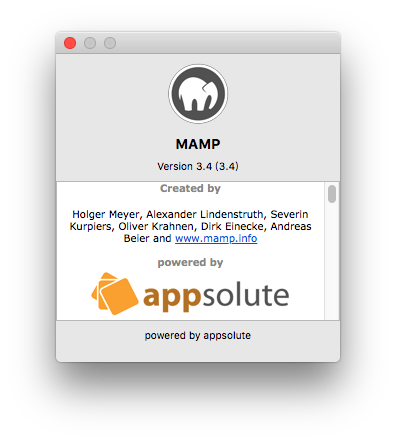 MAMP
Version 3.4 (3.4)
Created by
Holger Meyer, Alexander Lindenstruth, Severin
Kurpiers, Oliver Krahnen, Dirk Einecke, Andreas
Beier and www.mamp.info
powered by
appsolute
powered by appsolute